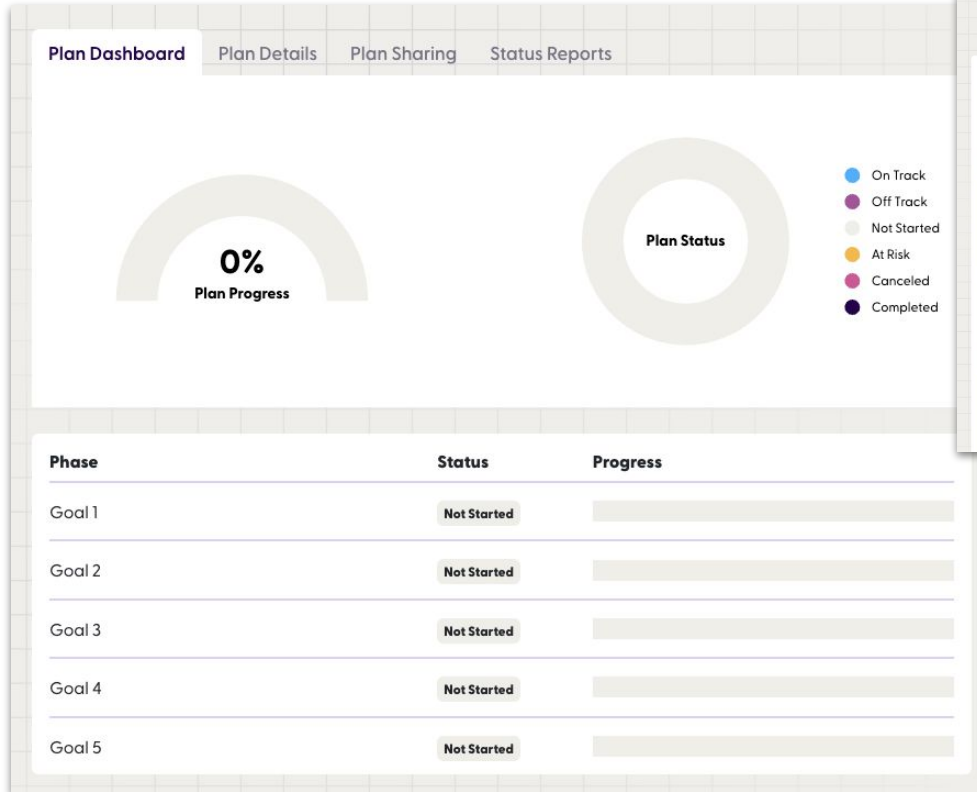 Plan Dashboard Plan Details Plan Sharing Status Reports
0%
Plan Progress
Plan Status
On Track
Off Track
Not Started
At Risk
Canceled
Completed
Phase Status Progress
Goal 1 Not Started
Goal 2 Not Started
Goal 3 Not Started
Goal 4 Not Started
Goal 5 Not Started